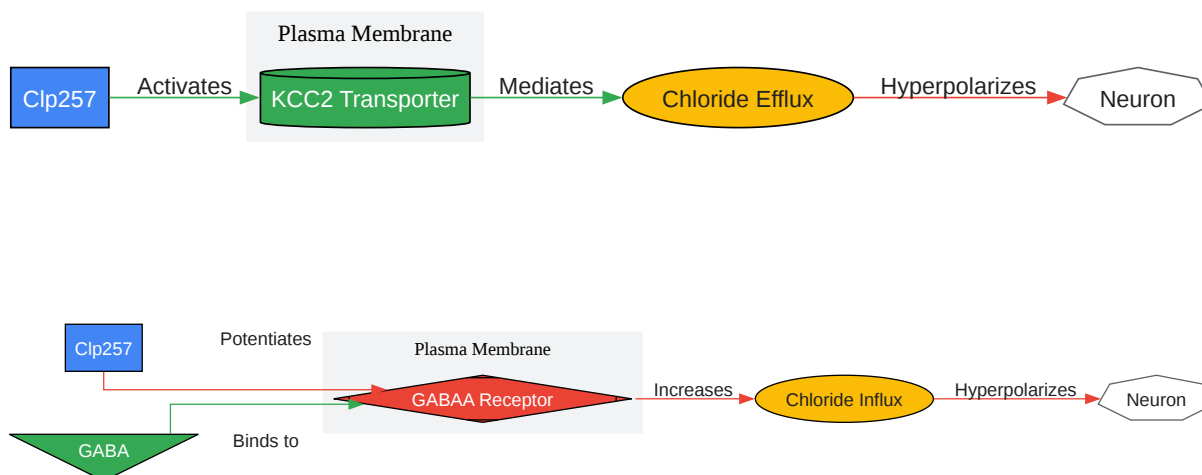 Plasma Membrane
Clp257
Activates
KCC2 Transporter
Mediates
Chloride Efflux
Hyperpolarizes
Neuron
Clp257
Potentiates
Plasma Membrane
GABAA Receptor
Increases
Chloride Influx
Hyperpolarizes
Neuron
GABA
Binds to